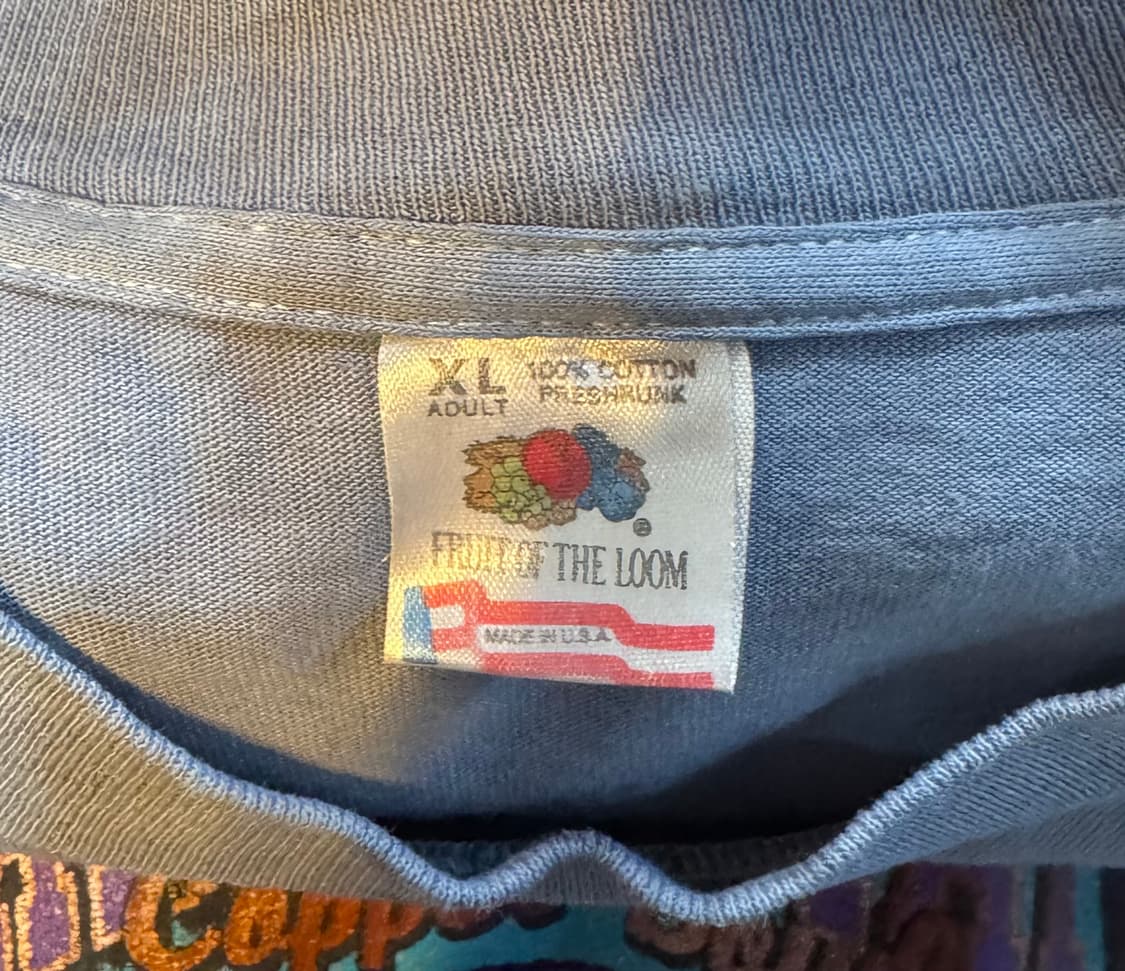 XL 100% COTTON
ADULT PRESHRUNK
®
FRUIT OF THE LOOM
MADE IN U.S.A.